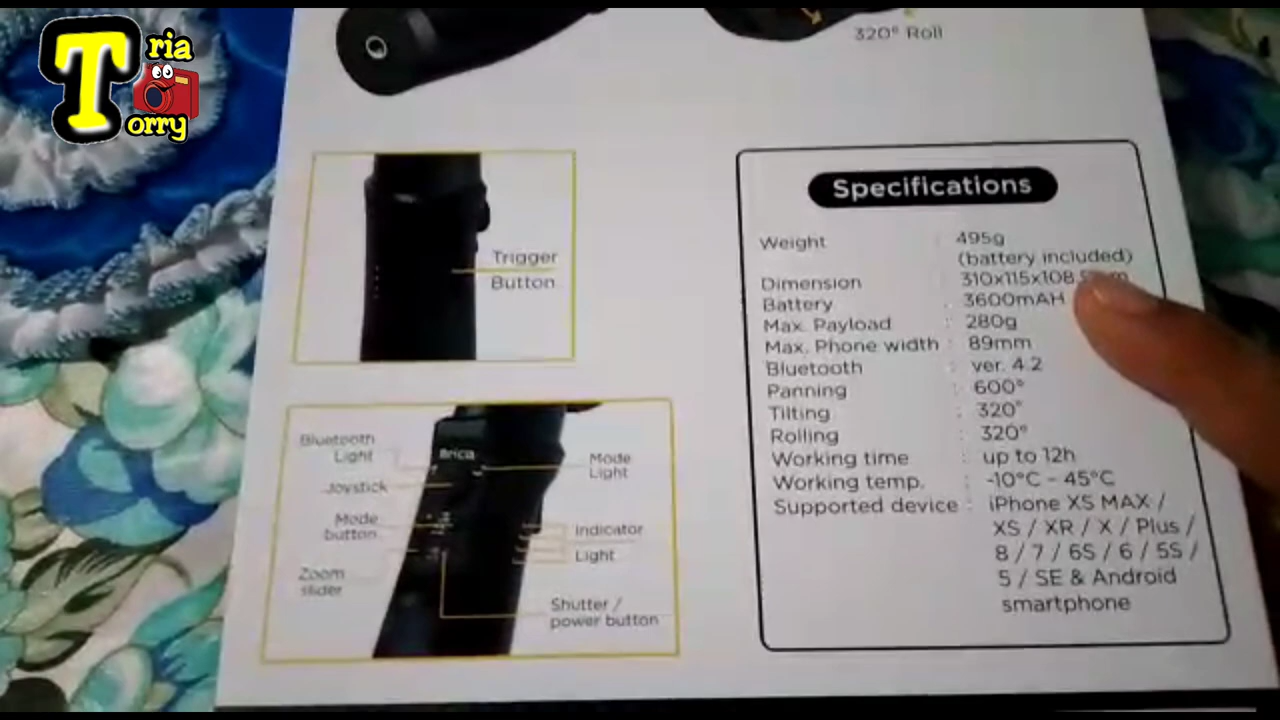 Tria
Torry
320° Roll
Trigger
Button
Bluetooth
Light
Joystick
Mode
button
Zoom
slider
Brica
Mode
Light
Indicator
Light
Shutter /
power button
Specifications
Weight : 495g
(battery included)
Dimension : 310x115x108
Battery : 3600mAH
Max. Payload : 280g
Max. Phone width : 89mm
Bluetooth : ver. 4.2
Panning : 600°
Tilting : 320°
Rolling : 320°
Working time : up to 12h
Working temp. : -10°C - 45°C
Supported device : iPhone XS MAX /
XS / XR / X / Plus /
8 / 7 / 6S / 6 / 5S /
5 / SE & Android
smartphone